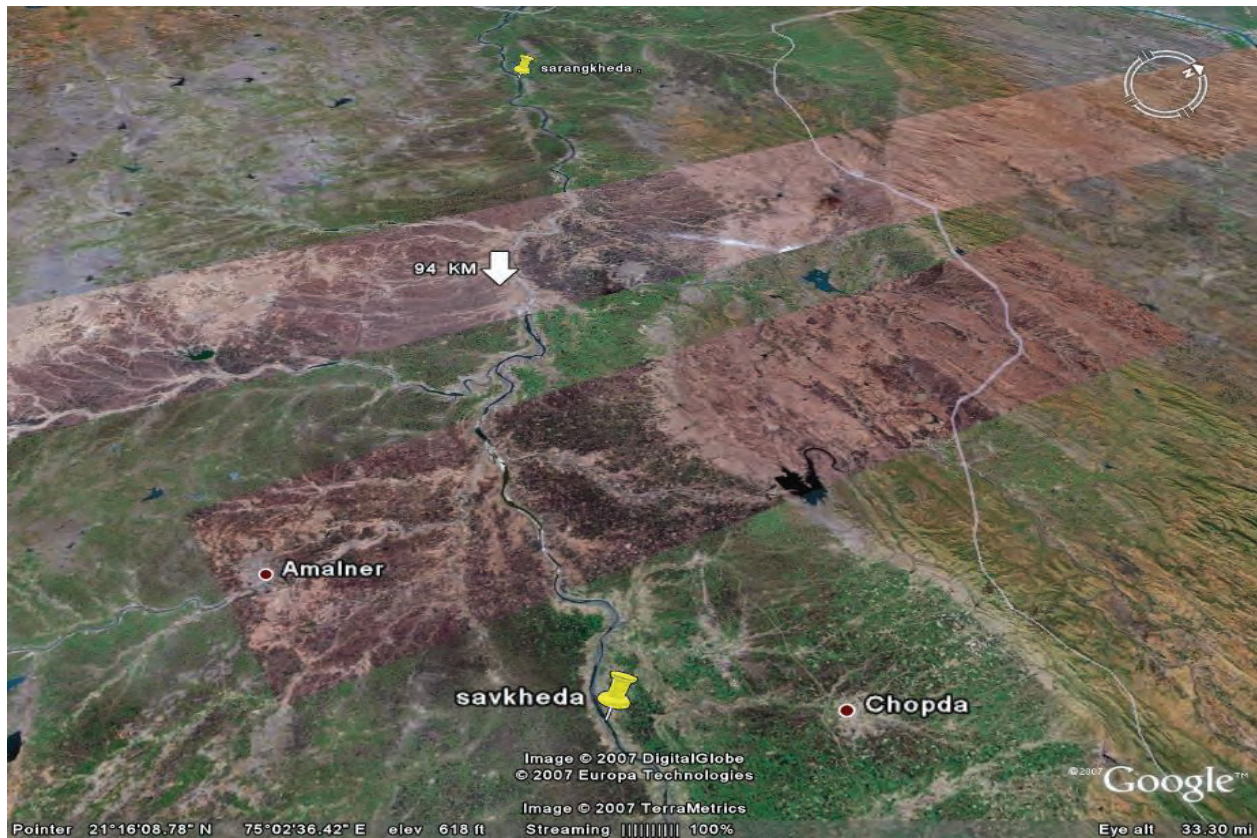 sarangkheda .
N
94 KM
Amalner
savkheda
Chopda
Image © 2007 DigitalGlobe
© 2007 Europa Technologies
Image © 2007 TerraMetrics
©2007 Google™
Pointer 21°16'08.78" N 75°02'36.42" E elev 618 ft Streaming |||||||||| 100% Eye alt 33.30 mi